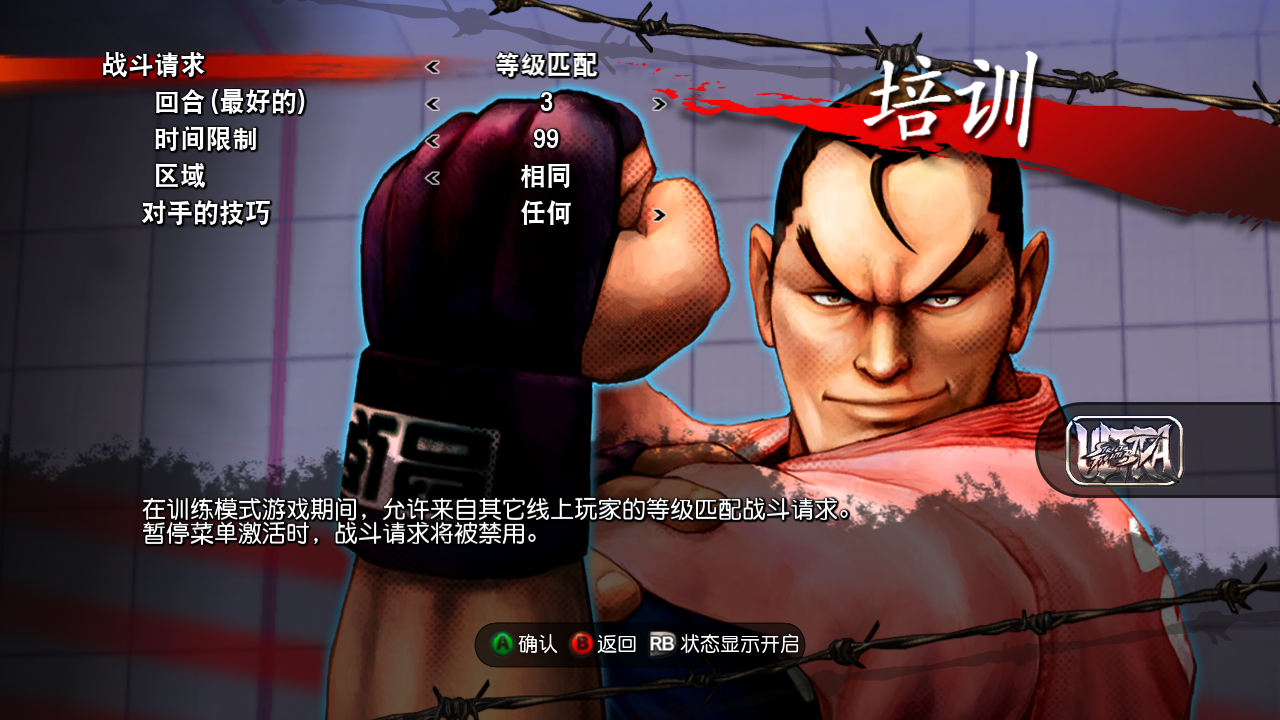 培训
战斗请求 等级匹配
回合(最好的) 3
时间限制 99
区域 相同
对手的技巧 任何
在训练模式游戏期间，允许来自其它线上玩家的等级匹配战斗请求。
暂停菜单激活时，战斗请求将被禁用。
A 确认 B 返回 RB 状态显示开启